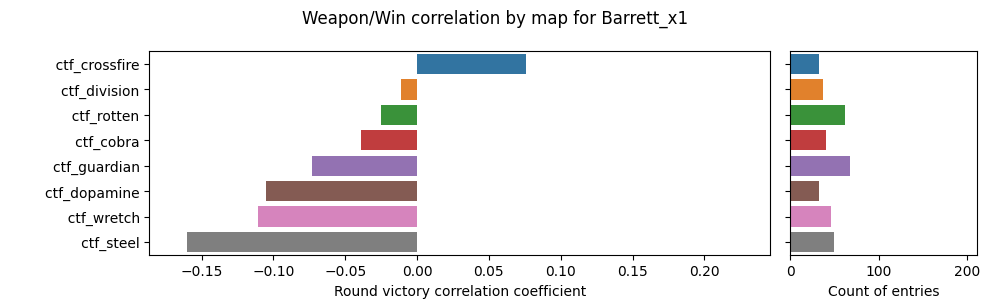 Weapon/Win correlation by map for Barrett_x1
ctf_crossfire
ctf_division
ctf_rotten
ctf_cobra
ctf_guardian
ctf_dopamine
ctf_wretch
ctf_steel
−0.15 −0.10 −0.05 0.00 0.05 0.10 0.15 0.20
Round victory correlation coefficient
0 100 200
Count of entries